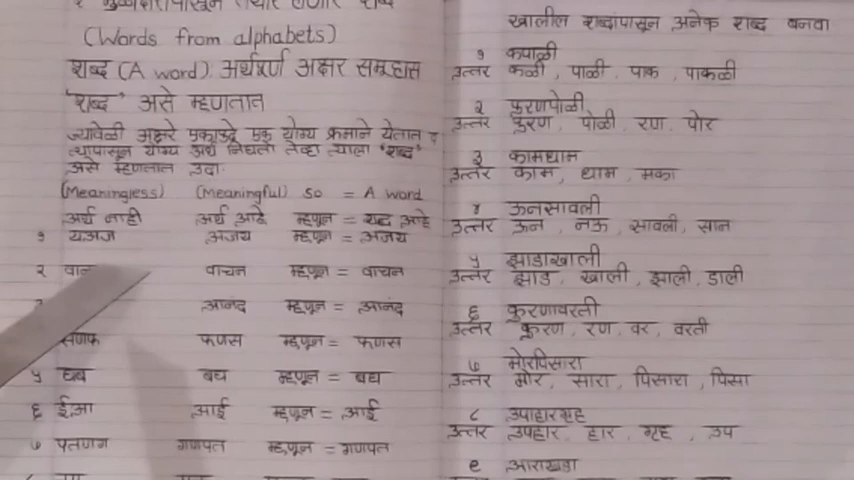 (Words from alphabets)
शब्द (A word) : अर्थपूर्ण अक्षर समूहास
'शब्द' असे म्हणतात
ज्यावेळी अक्षरे एकापुढे एक योग्य क्रमाने येतात व
त्यापासून योग्य अर्थ निघतो तेव्हा त्याला 'शब्द'
असे म्हणतात उदा.
(Meaningless) (Meaningful) so = A word
अर्थ नाही अर्थ आहे म्हणून = शब्द आहे
१ यअज अजय म्हणून = अजय
२ वाचन म्हणून = वाचन
आनंद म्हणून = आनंद
सणफ फणस म्हणून = फणस
५ घब बघ म्हणून = बघ
६ ईआ आई म्हणून = आई
७ पतणग गणपत म्हणून = गणपत
खालील शब्दांपासून अनेक शब्द बनवा
१ कपाळी
उत्तर कळी, पाळी, पाक, पाकळी
२ पुरणपोळी
उत्तर पुरण, पोळी, रण, पोर
३ कामधाम
उत्तर काम, धाम, मका
४ ऊनसावली
उत्तर ऊन, नऊ, सावली, सान
५ झाडाखाली
उत्तर झाड, खाली, झाली, डाली
६ कुरणावरती
उत्तर कुरण, रण, वर, वरती
७ मोरपिसारा
उत्तर मोर, सारा, पिसारा, पिसा
८ उपाहारगृह
उत्तर उपहार, हार, गृह, उप
९ आराखडा